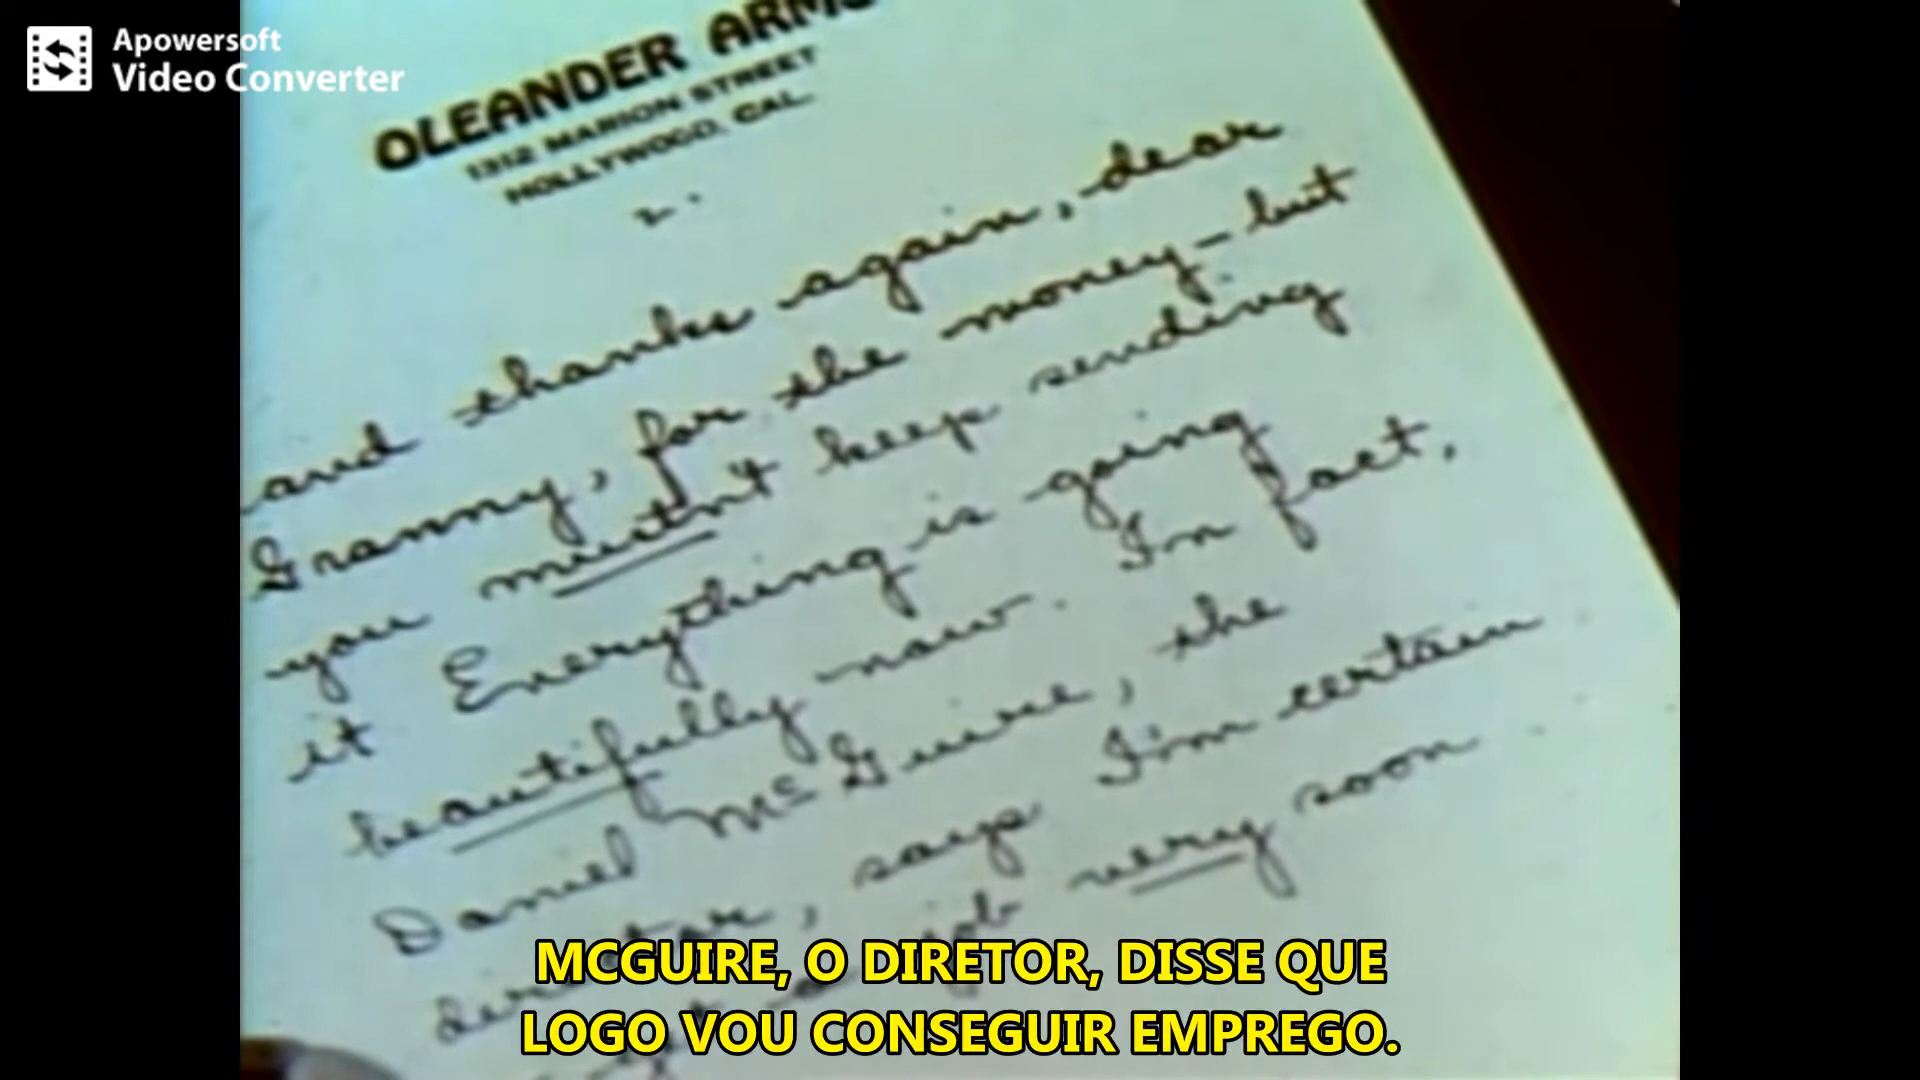 Apowersoft
Video Converter
OLEANDER ARMS
1312 MARION STREET
HOLLYWOOD, CAL.
2.
and thanks again, dear
Granny, for the money - but
you mustn't keep sending
it Everything is going
beautifully now. In fact,
Daniel McGuire, the
director, says I'm certain
job very soon
MCGUIRE, O DIRETOR, DISSE QUE
LOGO VOU CONSEGUIR EMPREGO.